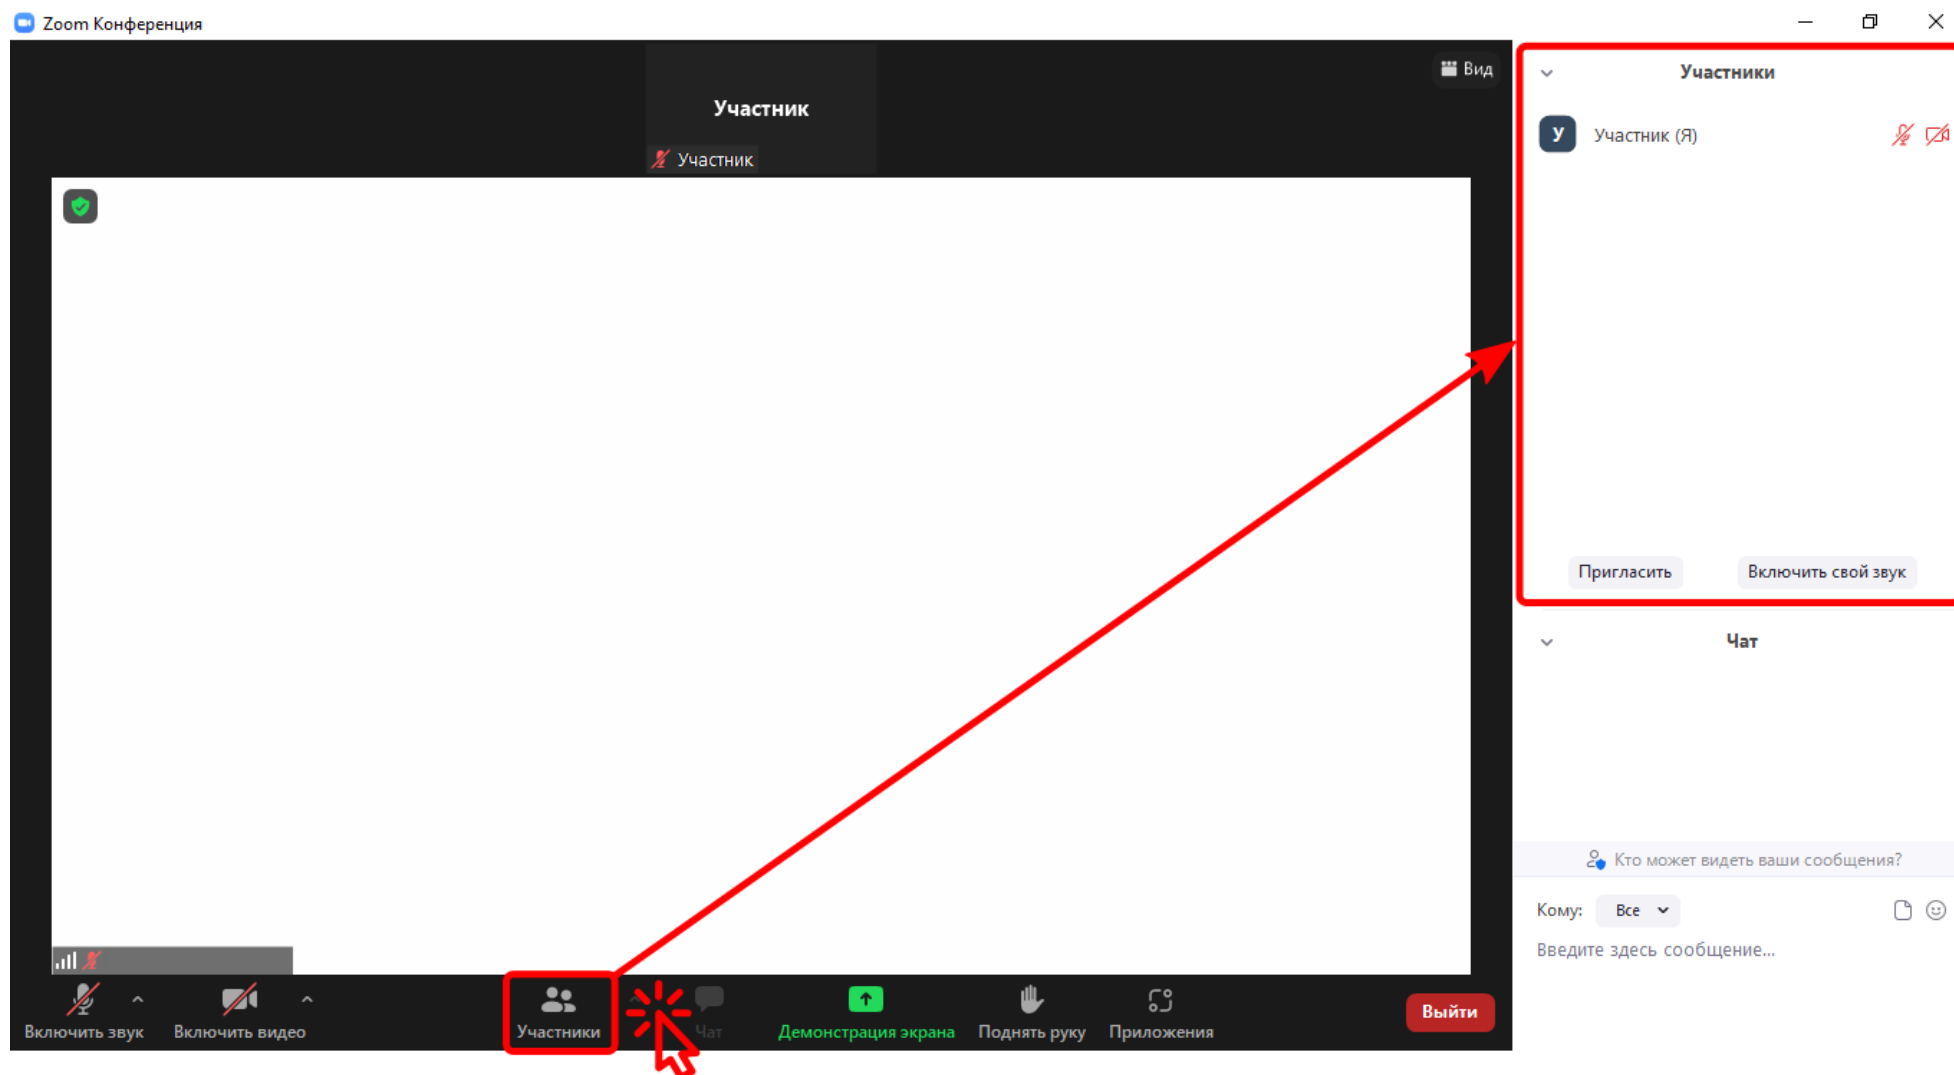 Zoom Конференция
Вид
Участник
Участник
Участники
У
Участник (Я)
Пригласить
Включить свой звук
Чат
Кто может видеть ваши сообщения?
Кому:
Все
Введите здесь сообщение...
Включить звук
Включить видео
Участники
Чат
Демонстрация экрана
Поднять руку
Приложения
Выйти